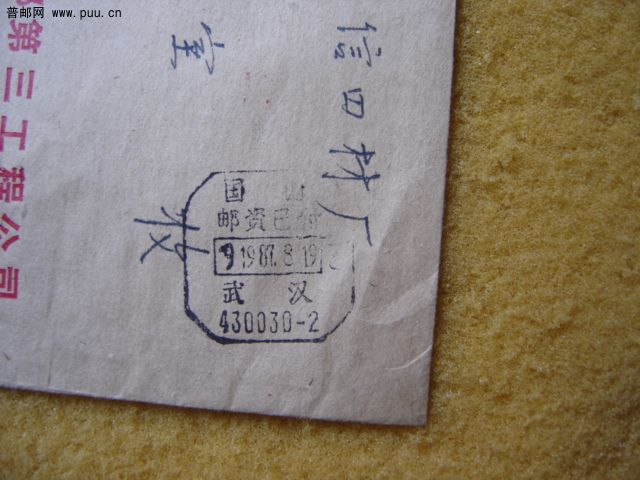 普邮网 www.puu.cn
第三工程公司
信四材厂
室
收
国内
邮资已付
1987.8.19
武汉
430030-2